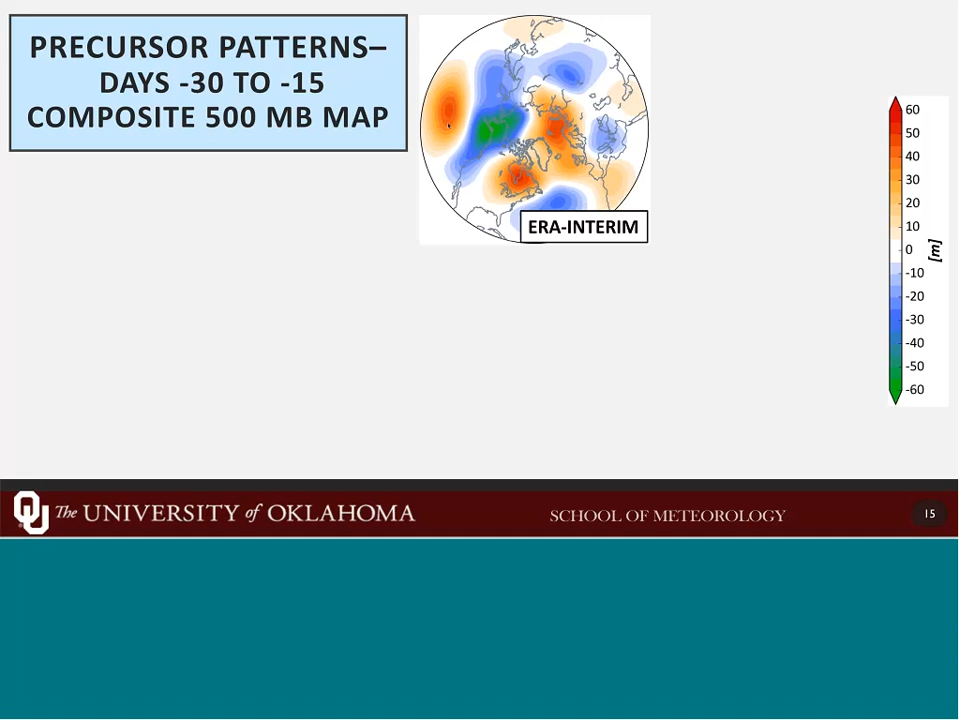 PRECURSOR PATTERNS–
DAYS -30 TO -15
COMPOSITE 500 MB MAP
ERA-INTERIM
60
50
40
30
20
10
0
-10
-20
-30
-40
-50
-60
[m]
OU The UNIVERSITY of OKLAHOMA
SCHOOL OF METEOROLOGY
15